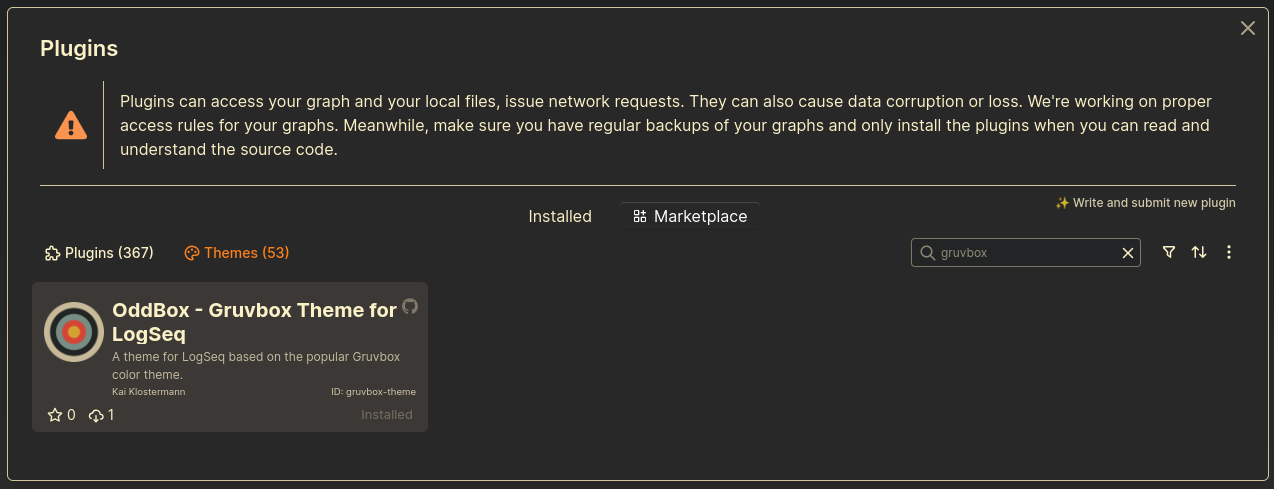 Plugins
Plugins can access your graph and your local files, issue network requests. They can also cause data corruption or loss. We're working on proper
access rules for your graphs. Meanwhile, make sure you have regular backups of your graphs and only install the plugins when you can read and
understand the source code.
Installed
Marketplace
✨ Write and submit new plugin
Plugins (367)
Themes (53)
gruvbox
OddBox - Gruvbox Theme for
LogSeq
A theme for LogSeq based on the popular Gruvbox
color theme.
Kai Klostermann
ID: gruvbox-theme
0
1
Installed